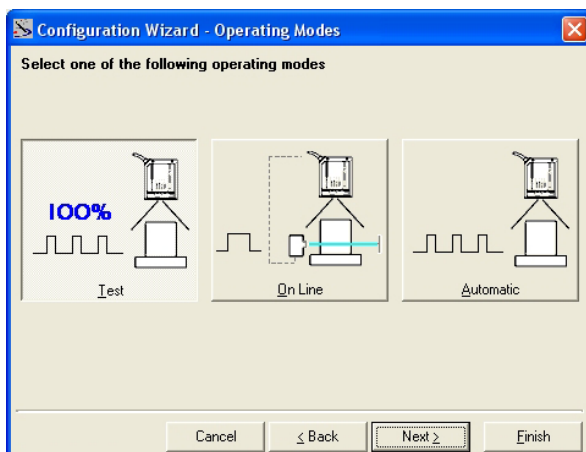 Configuration Wizard - Operating Modes
Select one of the following operating modes
100%
Test
On Line
Automatic
Cancel
< Back
Next >
Finish